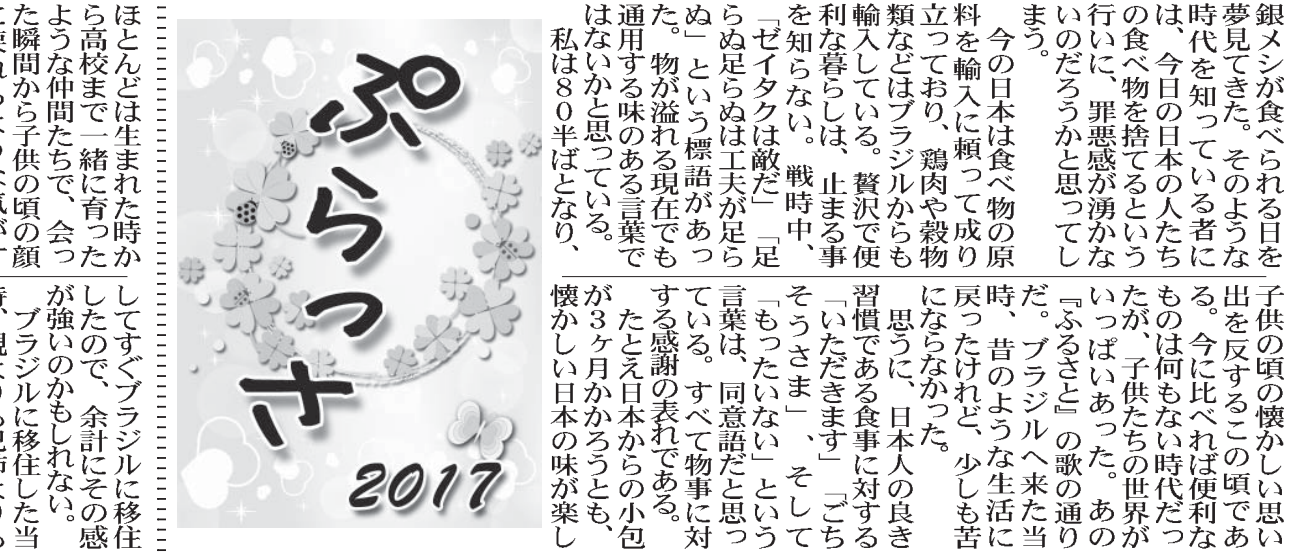 銀メシが食べられる日を
夢見てきた。そのような
時代を知っている者に
は、今日の日本の人たち
の食べ物を捨てるという
行いに、罪悪感が湧かな
いのだろうかと思ってし
まう。
今の日本は食べ物の原
料を輸入に頼って成り
立っており、鶏肉や穀物
類などはブラジルからも
輸入している。贅沢で便
利な暮らしは、止まる事
を知らない。戦時中、
「ゼイタクは敵だ」「足
らぬ足らぬは工夫が足ら
ぬ」という標語があっ
た。物が溢れる現在でも
通用する味のある言葉で
はないかと思っている。
私は８０半ばとなり、
子供の頃の懐かしい思い
出を反するこの頃であ
る。今に比べれば便利な
ものは何もない時代だっ
たが、子供たちの世界が
いっぱいあった。あの
『ふるさと』の歌の通り
だ。ブラジルへ来た当
時、昔のような生活に
戻ったけれど、少しも苦
にならなかった。
思うに、日本人の良き
習慣である食事に対する
「いただきます」「ごち
そうさま」、そして
「もったいない」という
言葉は、同意語だと思っ
ている。すべて物事に対
する感謝の表れである。
たとえ日本からの小包
が３ヶ月かかろうとも、
懐かしい日本の味が楽し
ぷらっさ
2017
ほとんどは生まれた時か
ら高校まで一緒に育った
ような仲間たちで、会っ
た瞬間から子供の頃の顔
してすぐブラジルに移住
したので、余計にその感
が強いのかもしれない。
ブラジルに移住した当